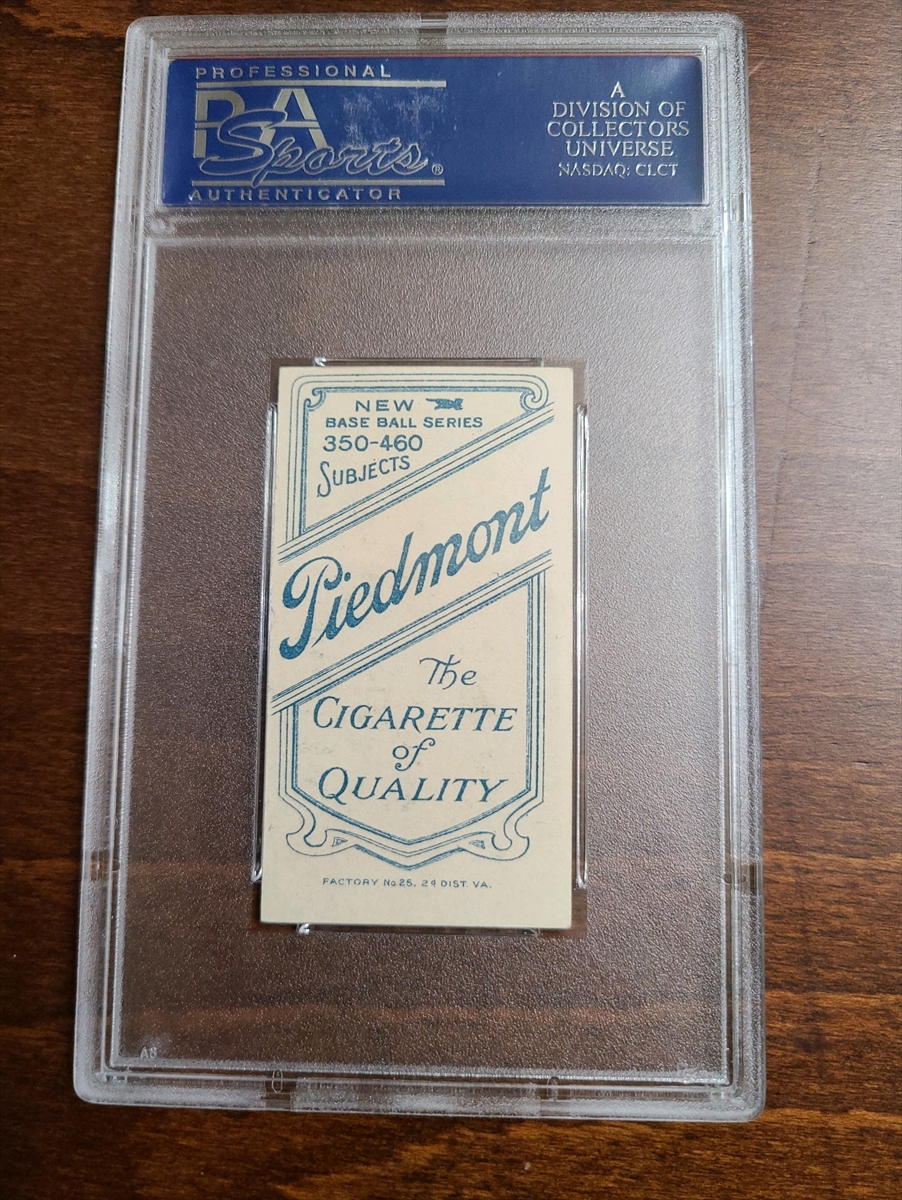 PROFESSIONAL
PSA
Sports®
AUTHENTICATOR
A
DIVISION OF
COLLECTORS
UNIVERSE
NASDAQ: CLCT
NEW
BASE BALL SERIES
350-460
SUBJECTS
Piedmont
The
CIGARETTE
of
QUALITY
FACTORY No 25, 2d DIST. VA.
A8